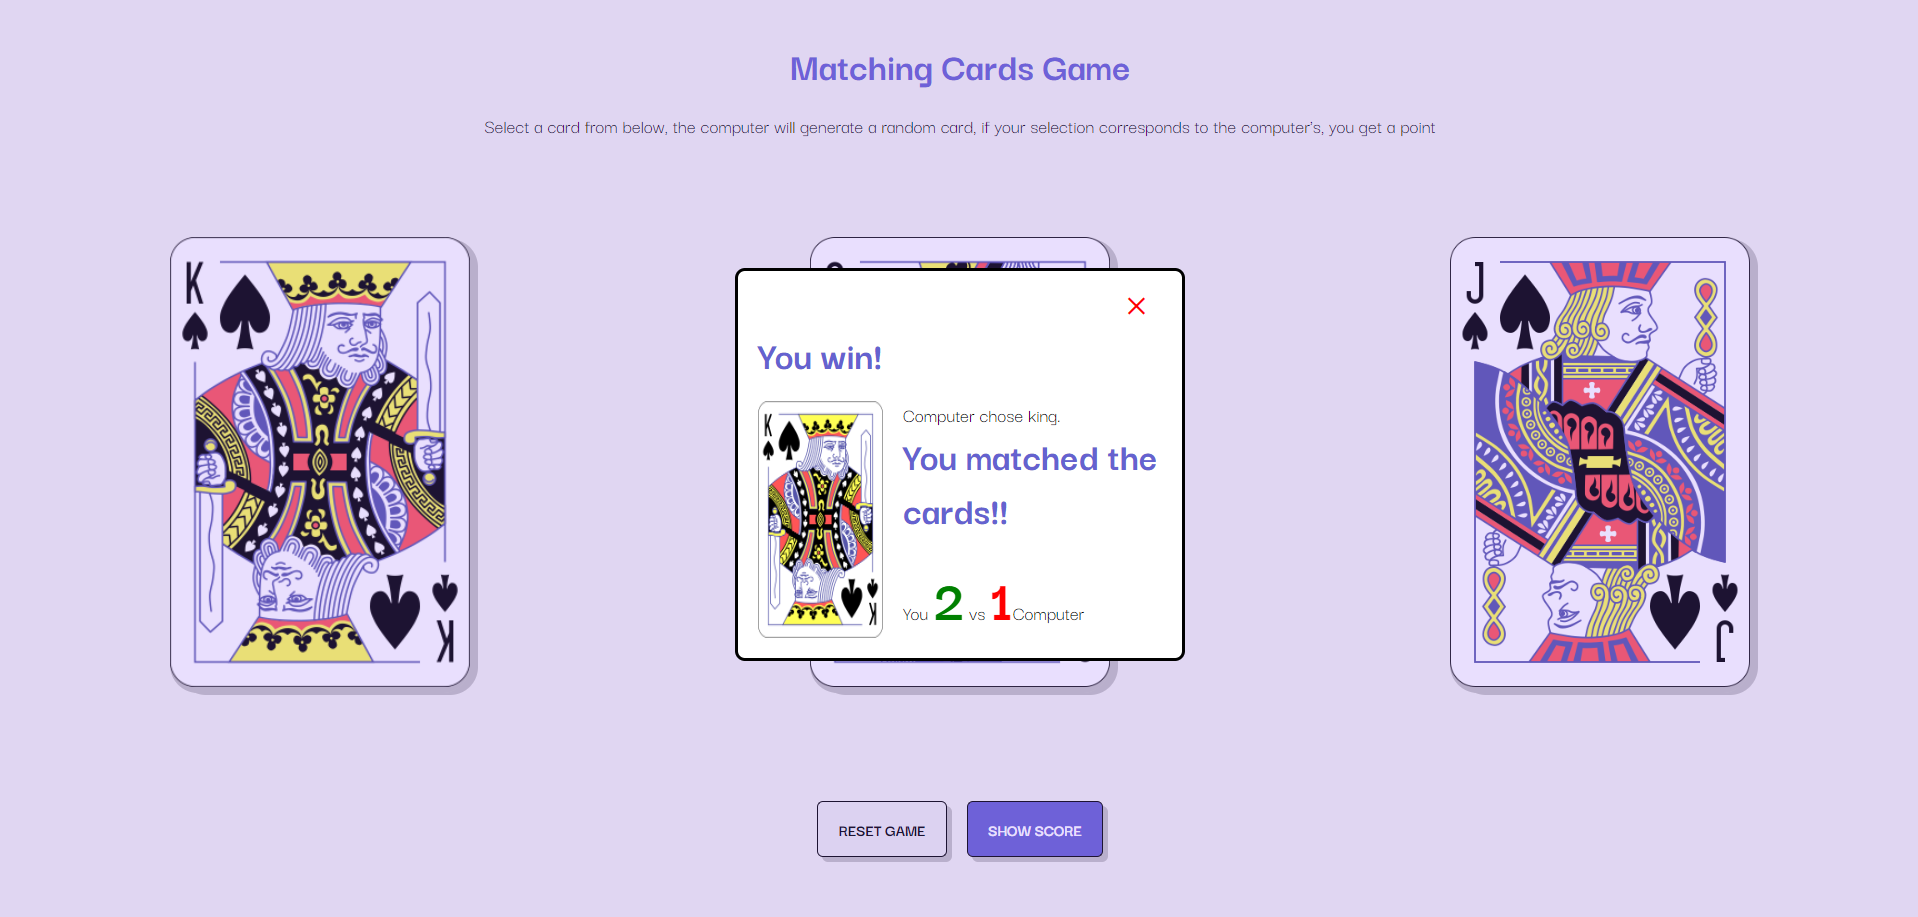 Matching Cards Game
Select a card from below, the computer will generate a random card, if your selection corresponds to the computer's, you get a point
K
K
J
J
You win!
K
K
Computer chose king.
You matched the
cards!!
You 2 vs 1Computer
RESET GAME
SHOW SCORE